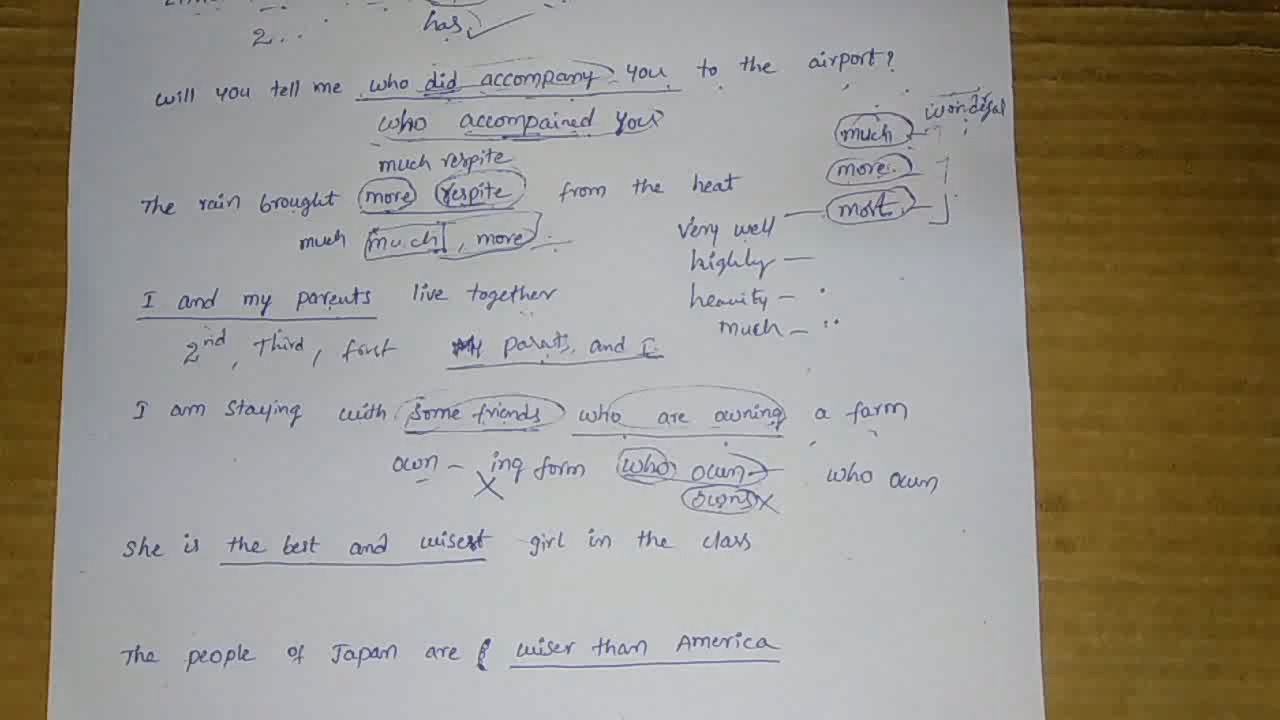 2..
has
will you tell me who did accompany you to the airport?
who accompained you
much respite
The rain brought more respite from the heat
much much, more
much
more
most
very well
highly
heavity
much
I and my parents live together
2nd, Third, first My parats, and I
I am staying with some friends who are owning a farm
own - ing form who own who own
owns
She is the best and wisest girl in the class
The people of Japan are wiser than America